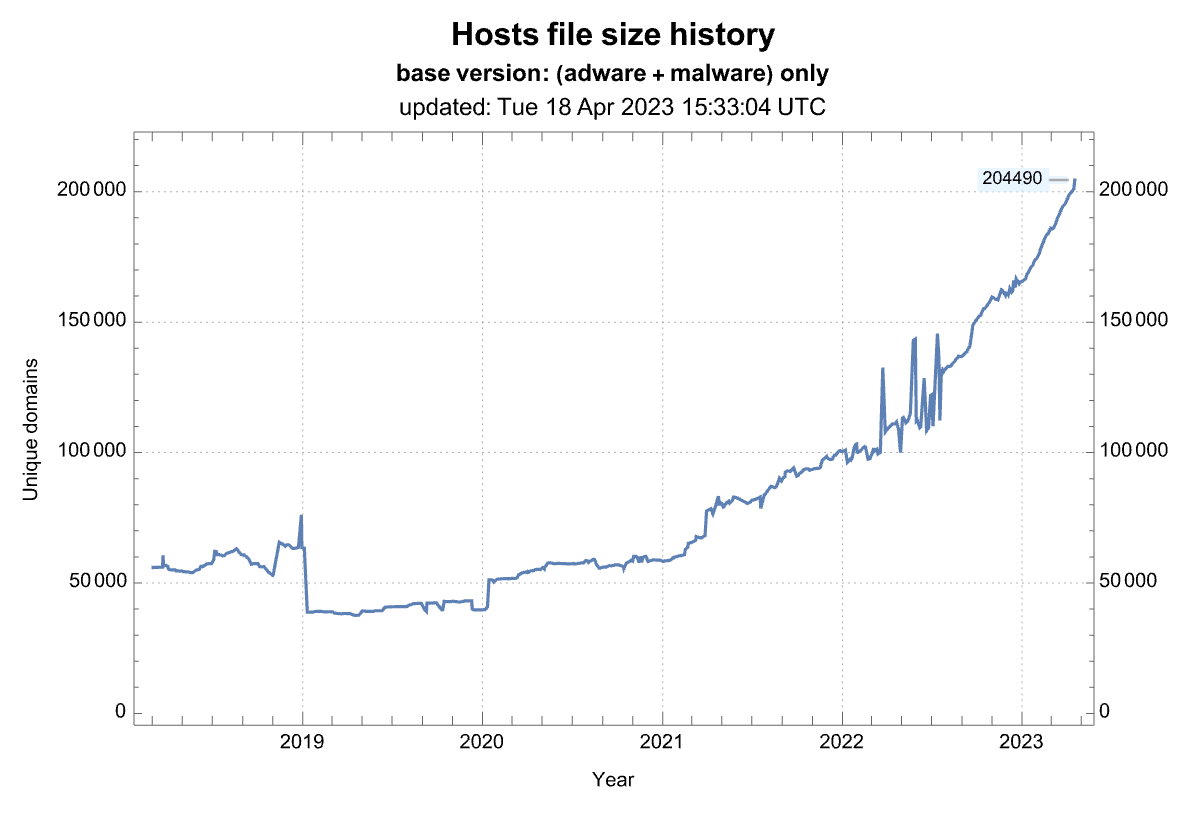 Hosts file size history
base version: (adware + malware) only
updated: Tue 18 Apr 2023 15:33:04 UTC
204490
200 000 200 000
150 000 150 000
Unique domains
100 000 100 000
50 000 50 000
0 0
2019 2020 2021 2022 2023
Year